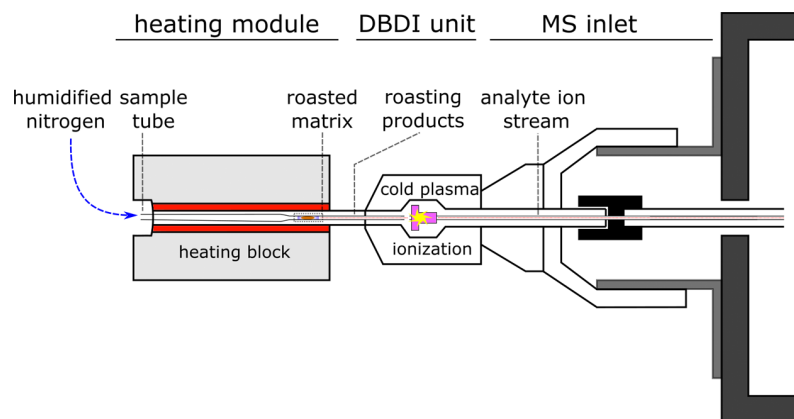 heating module
DBDI unit
MS inlet
humidified
nitrogen
sample
tube
roasted
matrix
roasting
products
analyte ion
stream
cold plasma
ionization
heating block